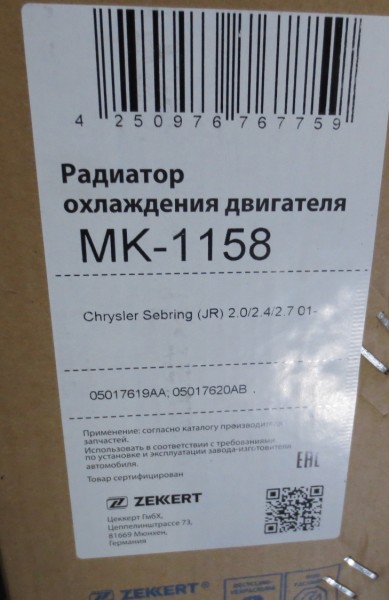 4 250976 767759
Радиатор
охлаждения двигателя
MK-1158
Chrysler Sebring (JR) 2.0/2.4/2.7 01-
05017619AA; 05017620AB
Применение: согласно каталогу производителя
запчастей.
Использовать в соответствии с требованиями
по установке и эксплуатации завода-изготовителя
автомобиля.
Товар сертифицирован
EAC
ZEKKERT
Цеккерт ГмбХ,
Цеппелинштрассе 73,
81669 Мюнхен,
Германия
ZEKKERT®